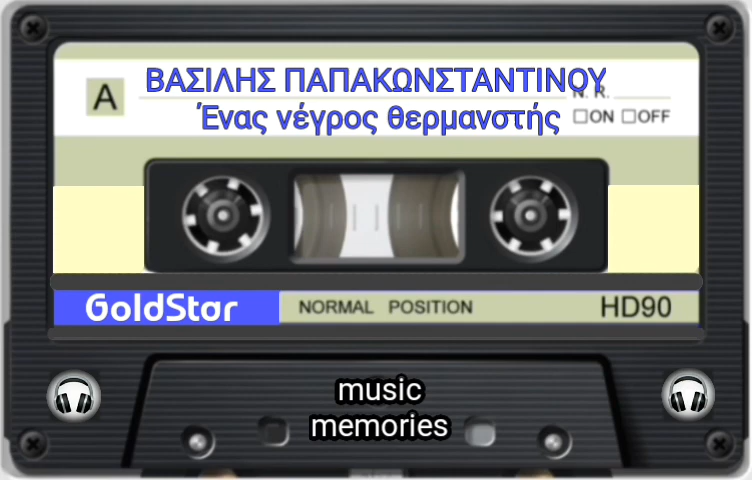 ΒΑΣΙΛΗΣ ΠΑΠΑΚΩΝΣΤΑΝΤΙΝΟΥ
A
N. R.
Ένας νέγρος θερμανστής
ON OFF
GoldStar
NORMAL POSITION
HD90
music
memories